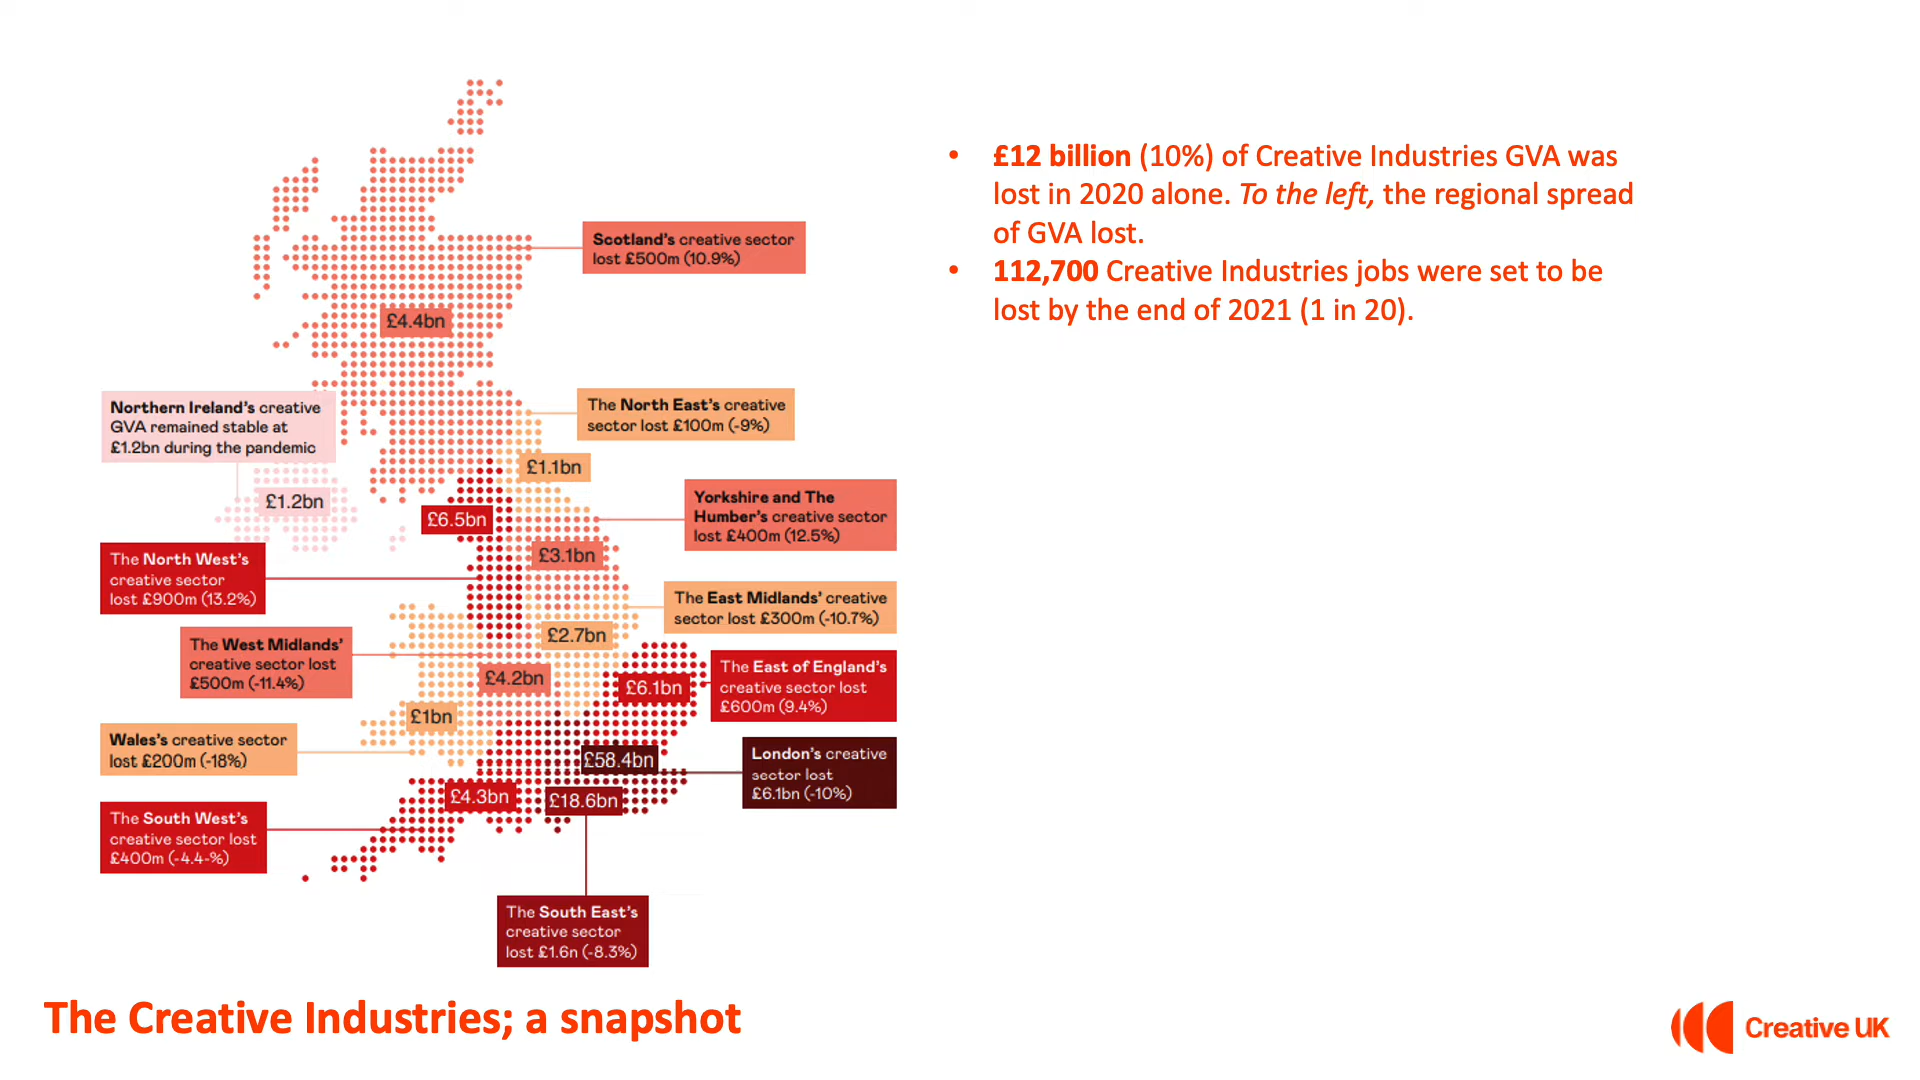 £12 billion (10%) of Creative Industries GVA was
lost in 2020 alone. To the left, the regional spread
of GVA lost.
112,700 Creative Industries jobs were set to be
lost by the end of 2021 (1 in 20).
Scotland's creative sector
lost £500m (10.9%)
£4.4bn
Northern Ireland's creative
GVA remained stable at
£1.2bn during the pandemic
£1.2bn
The North East's creative
sector lost £100m (-9%)
£1.1bn
Yorkshire and The
Humber's creative sector
lost £400m (12.5%)
£6.5bn
£3.1bn
The North West's
creative sector
lost £900m (13.2%)
The East Midlands' creative
sector lost £300m (-10.7%)
£2.7bn
The West Midlands'
creative sector lost
£500m (-11.4%)
£4.2bn
£6.1bn
The East of England's
creative sector lost
£600m (9.4%)
£1bn
Wales's creative sector
lost £200m (-18%)
£58.4bn
London's creative
sector lost
£6.1bn (-10%)
£4.3bn
£18.6bn
The South West's
creative sector lost
£400m (-4.4-%)
The South East's
creative sector
lost £1.6n (-8.3%)
The Creative Industries; a snapshot
Creative UK